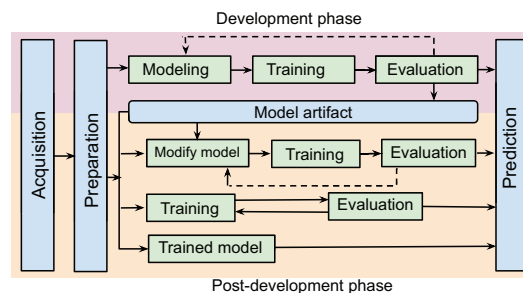 Development phase
Acquisition
Preparation
Modeling
Training
Evaluation
Model artifact
Modify model
Training
Evaluation
Training
Evaluation
Trained model
Prediction
Post-development phase